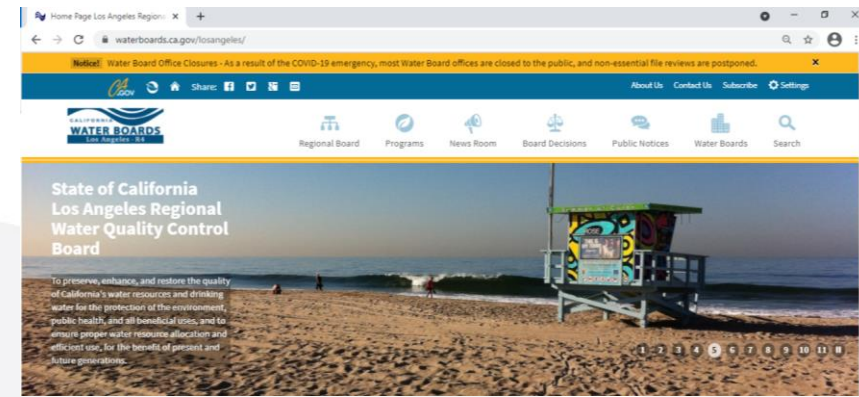 Home Page Los Angeles Region
waterboards.ca.gov/losangeles/
Notice! Water Board Office Closures - As a result of the COVID-19 emergency, most Water Board offices are closed to the public, and non-essential file reviews are postponed.
CA.gov Share: About Us Contact Us Subscribe Settings
CALIFORNIA
WATER BOARDS
Los Angeles - R4
Regional Board Programs News Room Board Decisions Public Notices Water Boards Search
State of California
Los Angeles Regional
Water Quality Control
Board
To preserve, enhance, and restore the quality
of California's water resources and drinking
water for the protection of the environment,
public health, and all beneficial uses, and to
ensure proper water resource allocation and
efficient use, for the benefit of present and
future generations.
1 2 3 4 5 6 7 8 9 10 11